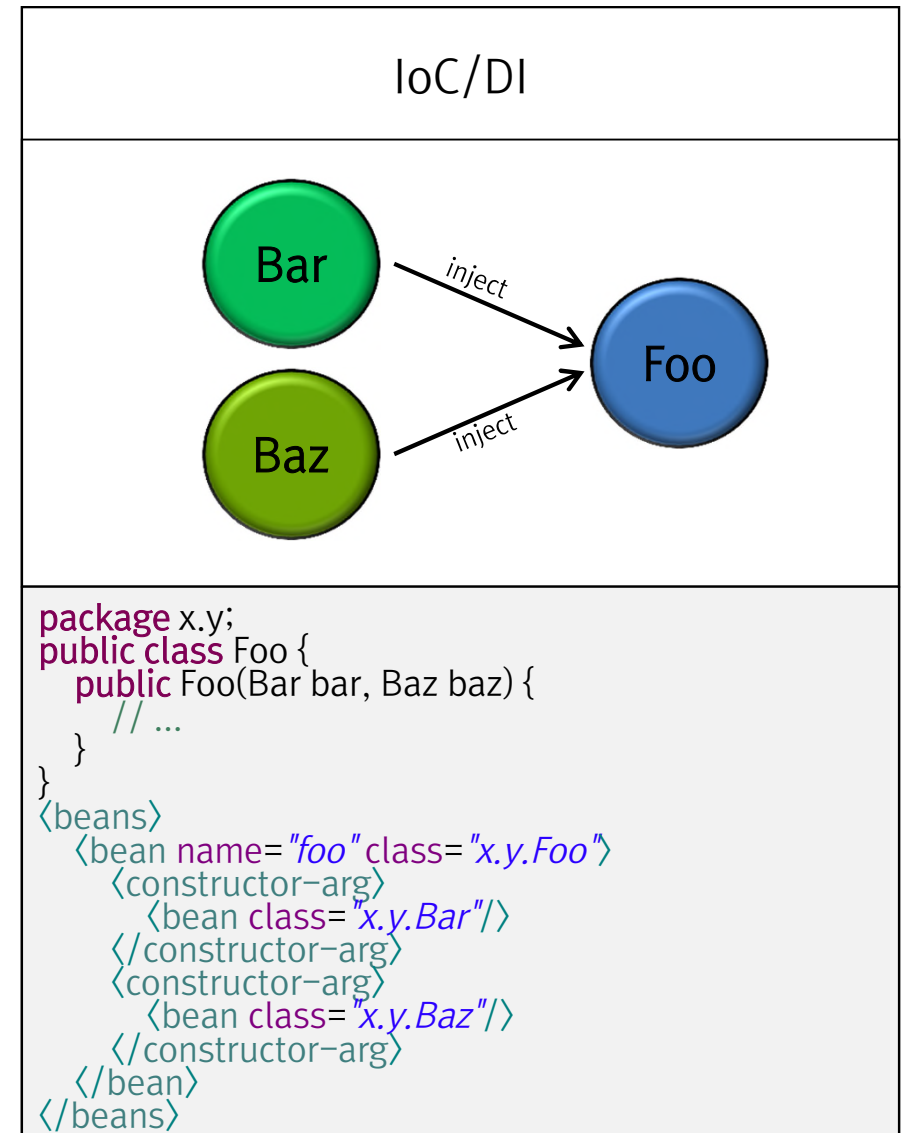 IoC/DI
Bar
inject
Foo
Baz
inject
package x.y;
public class Foo {
public Foo(Bar bar, Baz baz) {
// ...
}
}
〈beans〉
〈bean name="foo" class="x.y.Foo"〉
〈constructor-arg〉
〈bean class="x.y.Bar"/〉
〈/constructor-arg〉
〈constructor-arg〉
〈bean class="x.y.Baz"/〉
〈/constructor-arg〉
〈/bean〉
〈/beans〉